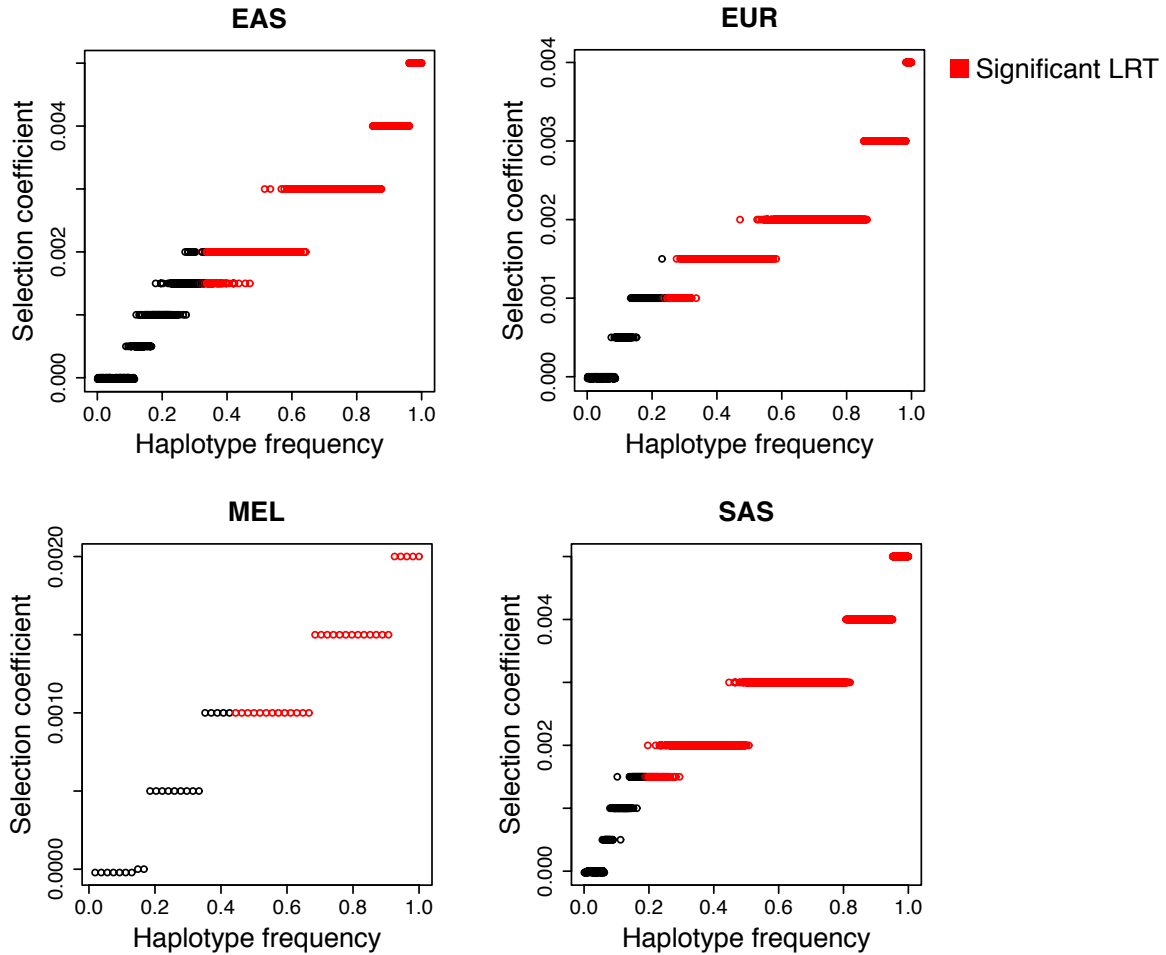 EAS
EUR
Significant LRT
Selection coefficient
0.000
0.002
0.004
0.0
0.2
0.4
0.6
0.8
1.0
Haplotype frequency
Selection coefficient
0.000
0.001
0.002
0.003
0.004
0.0
0.2
0.4
0.6
0.8
1.0
Haplotype frequency
MEL
SAS
Selection coefficient
0.0000
0.0010
0.0020
0.0
0.2
0.4
0.6
0.8
1.0
Haplotype frequency
Selection coefficient
0.000
0.002
0.004
0.0
0.2
0.4
0.6
0.8
1.0
Haplotype frequency